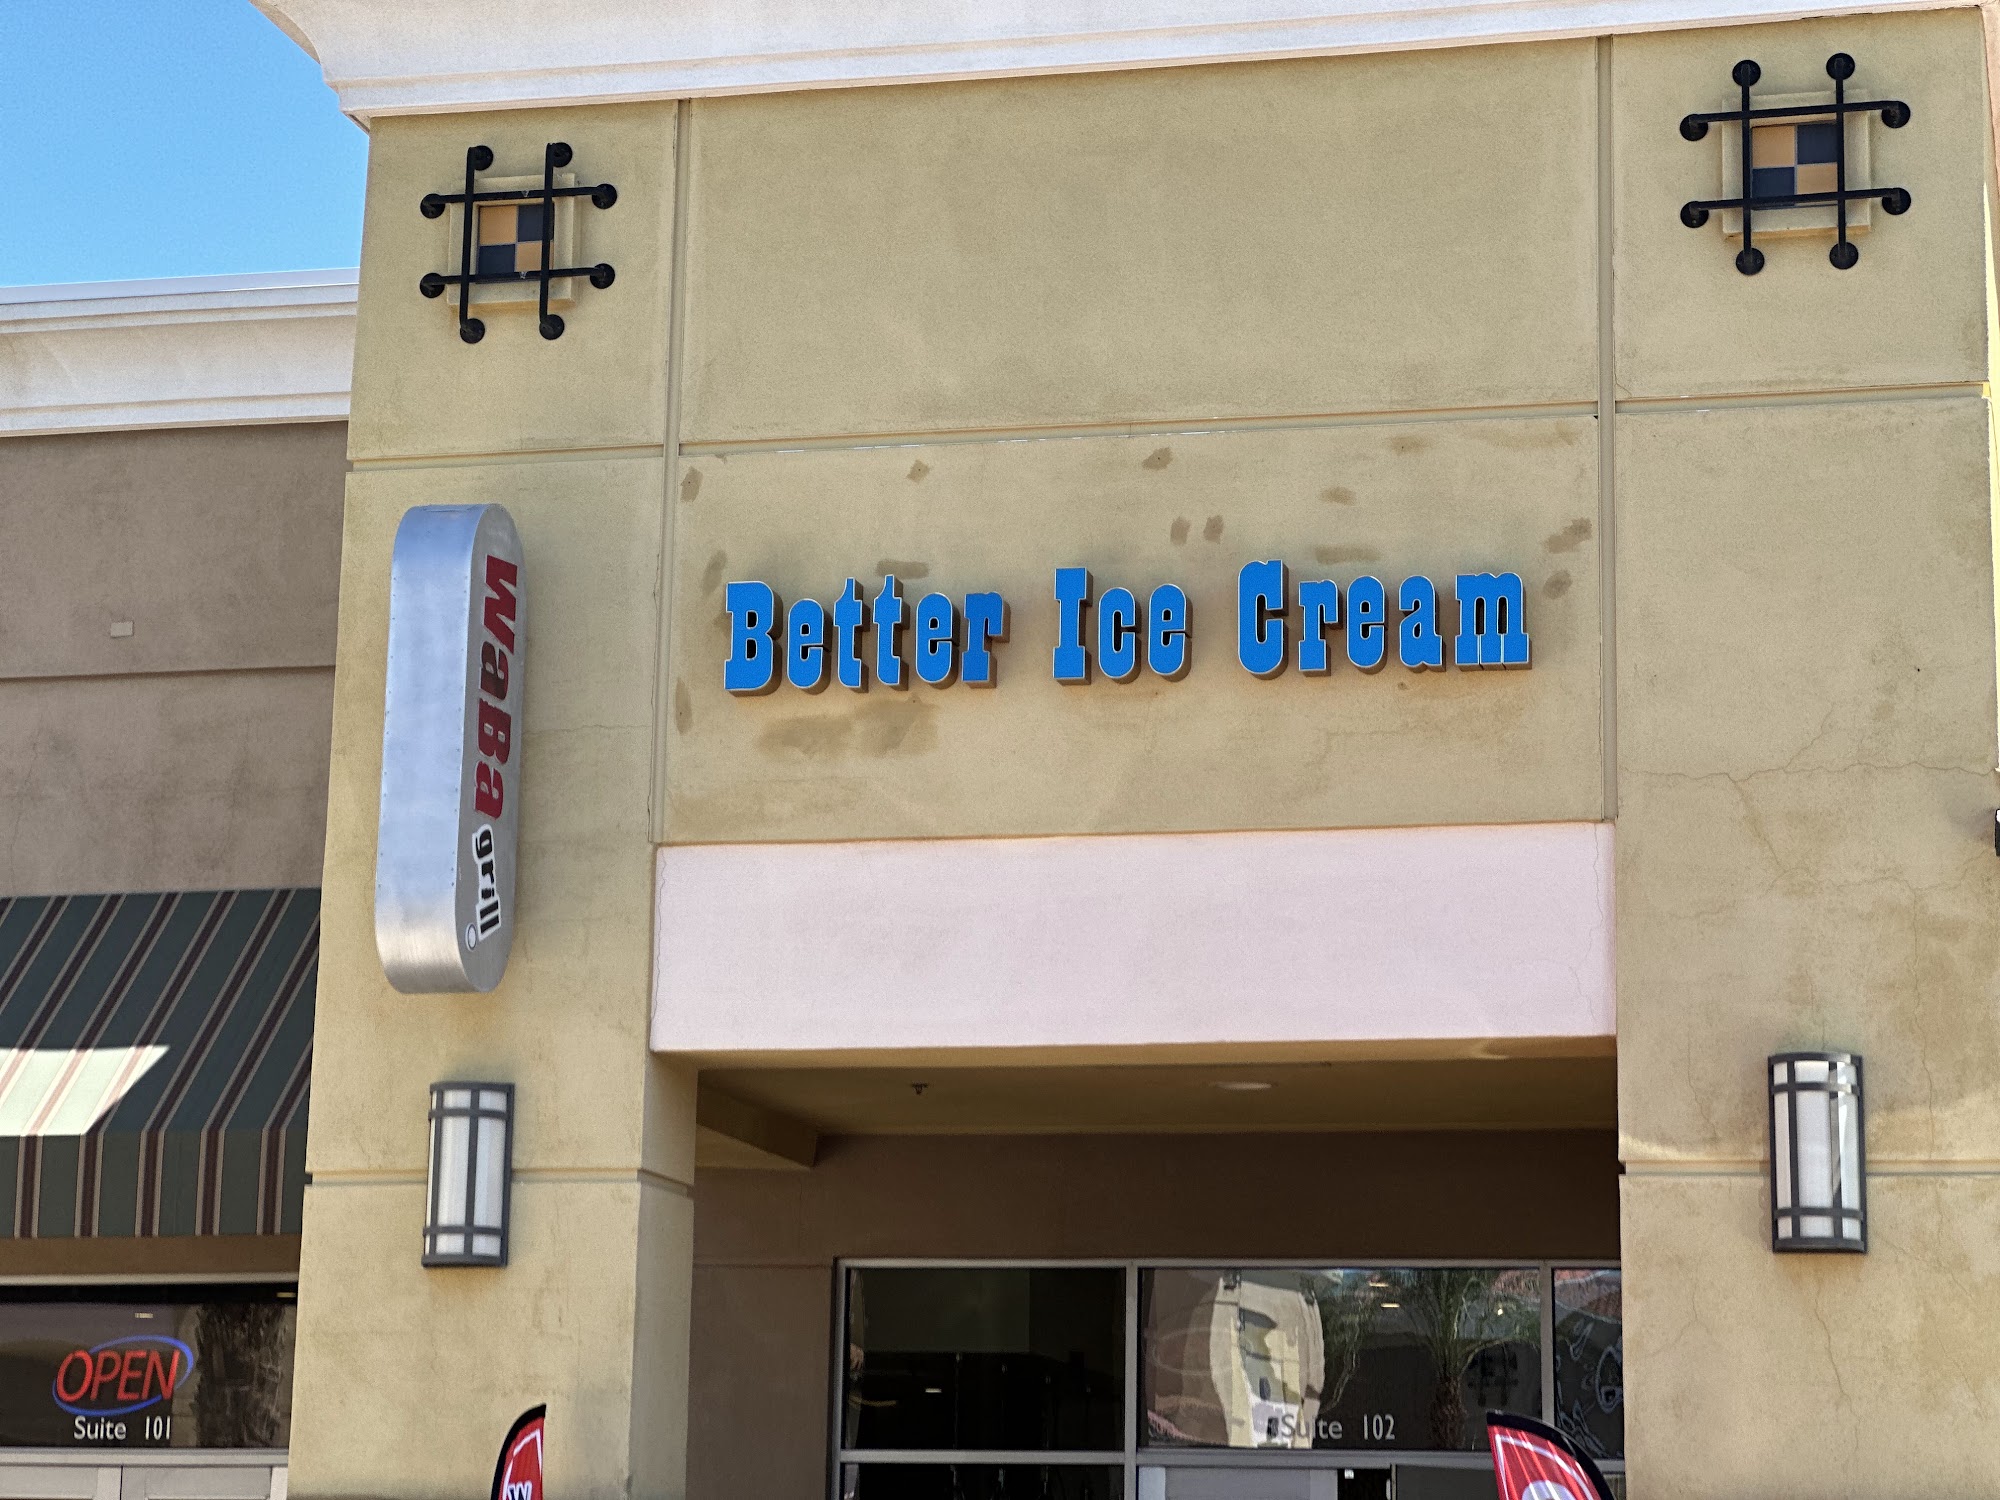 Better Ice Cream
WaBa
grill
OPEN
Suite 101
Suite 102